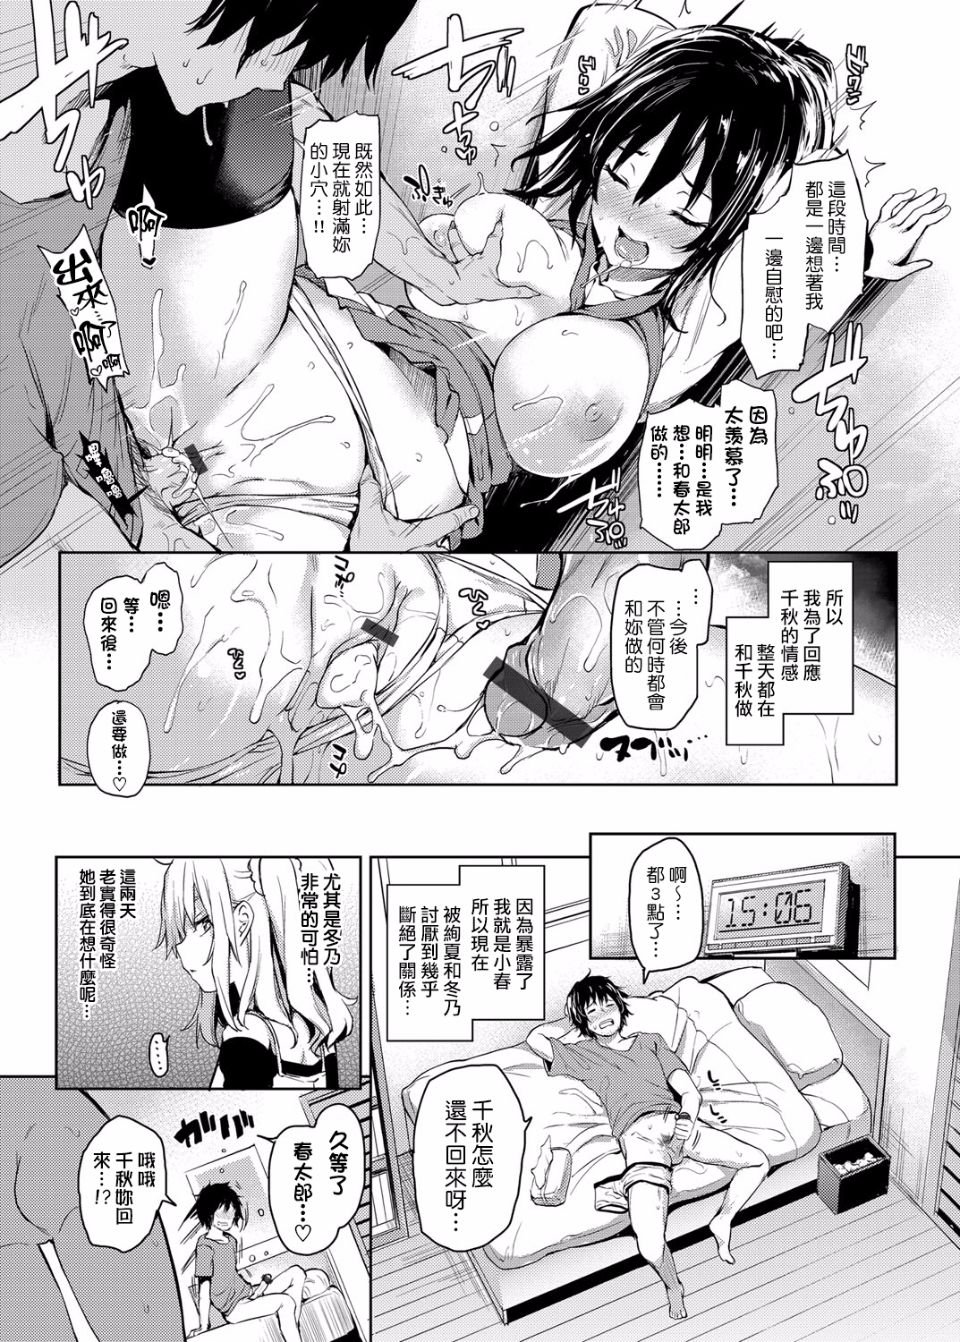 這段時間…
都是一邊想著我
一邊自慰的吧…
因為
太羨慕了…
明明…是我
想…和春太郎
做的……
既然如此…
現在就射滿妳
的小穴…!!
啊
出來…
啊
啊
所以
我為了回應
千秋的情感
整天都在
和千秋做
…
…今後
不管何時都會
和妳做的
嗯…
等…
回來後…
還要做…♡
15:06
啊～…
都3點了…
因為暴露了
我就是小春
所以現在
被絢夏和冬乃
討厭到幾乎
斷絕了關係…
千秋怎麼
還不回來呀…
尤其是冬乃
非常的可怕…
這兩天
老實得很奇怪
她到底在想什麼呢…
……
久等了
春太郎…♡
哦哦
千秋妳回
來…!?